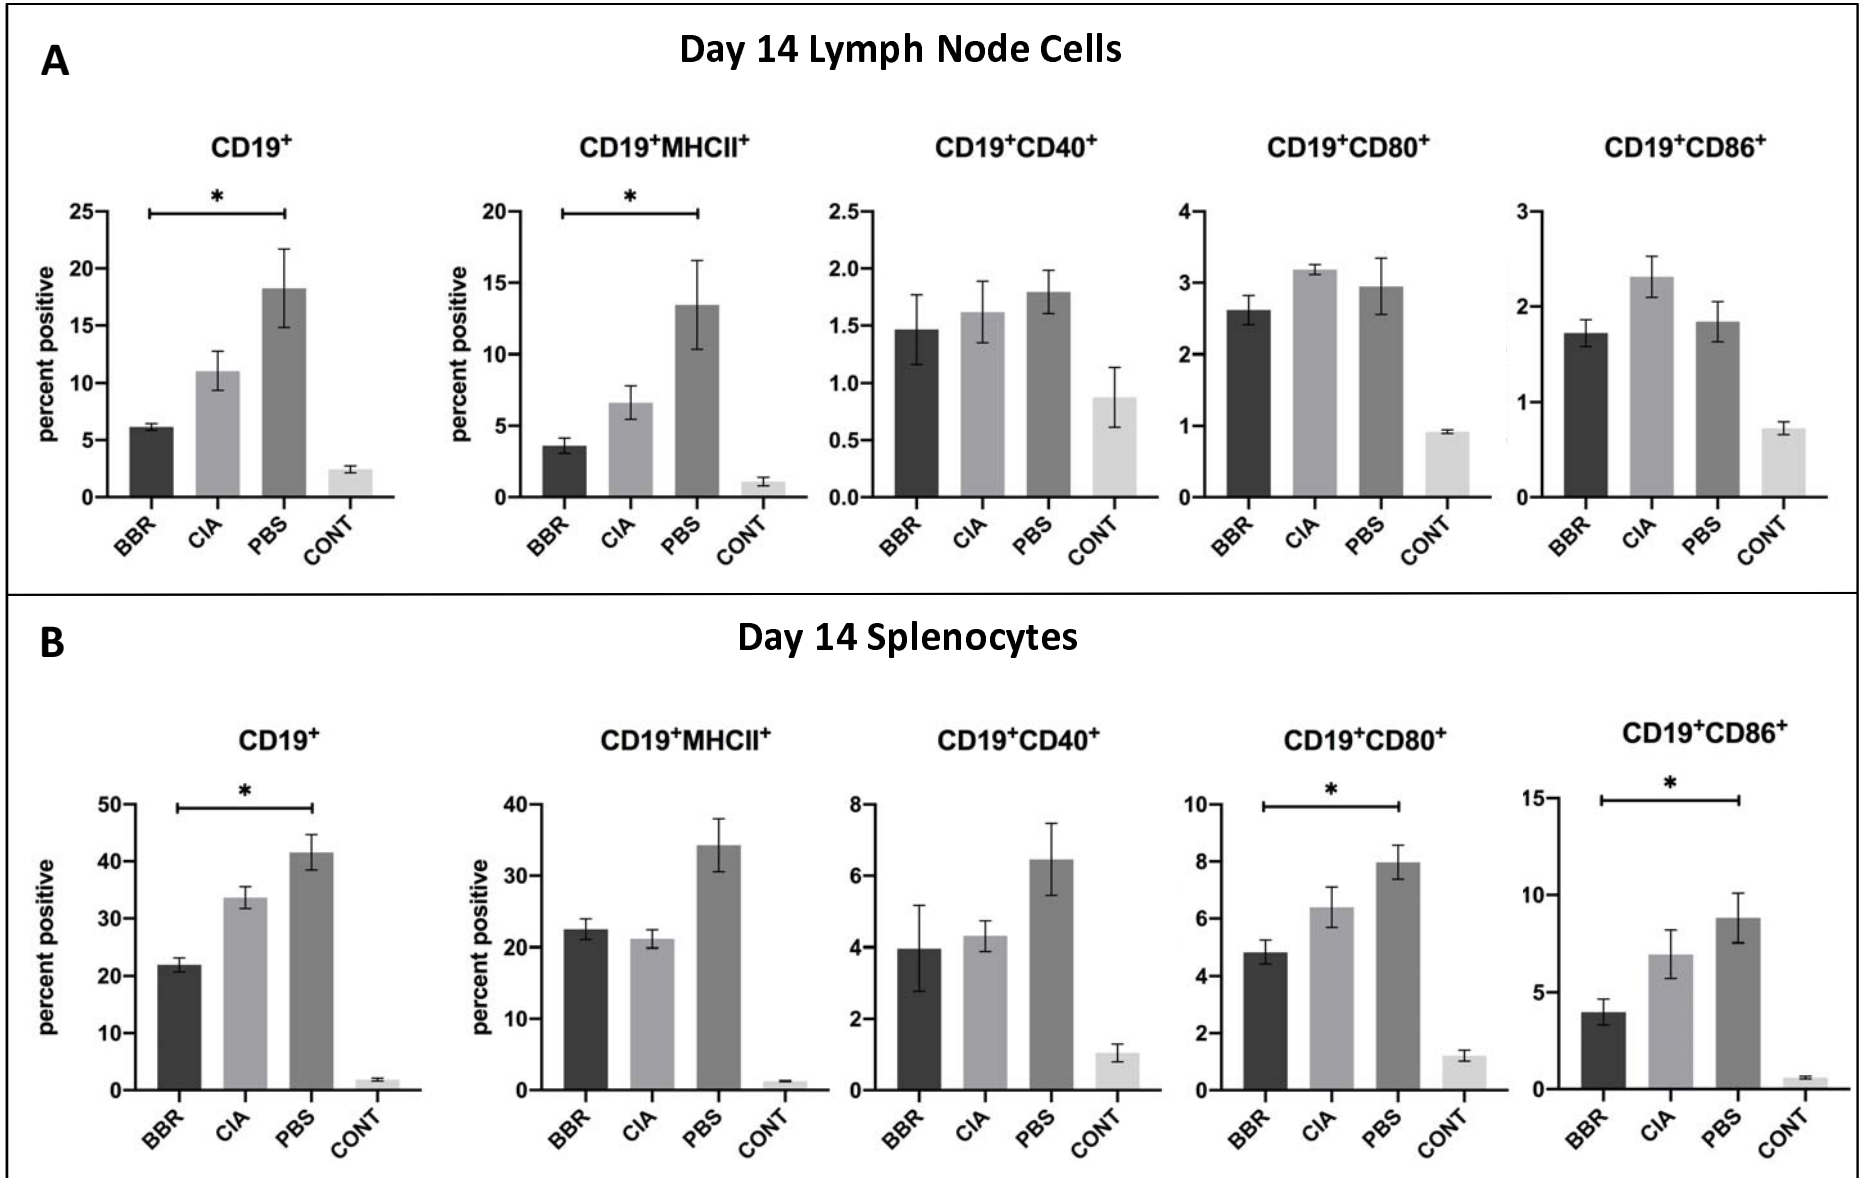 A
Day 14 Lymph Node Cells
CD19+
CD19+MHCII+
CD19+CD40+
CD19+CD80+
CD19+CD86+
*
*
percent positive
25
20
15
10
5
0
BBR
CIA
PBS
CONT
percent positive
20
15
10
5
0
BBR
CIA
PBS
CONT
2.5
2.0
1.5
1.0
0.5
0.0
BBR
CIA
PBS
CONT
4
3
2
1
0
BBR
CIA
PBS
CONT
3
2
1
0
BBR
CIA
PBS
CONT
B
Day 14 Splenocytes
CD19+
CD19+MHCII+
CD19+CD40+
CD19+CD80+
CD19+CD86+
*
*
*
percent positive
50
40
30
20
10
0
BBR
CIA
PBS
CONT
percent positive
40
30
20
10
0
BBR
CIA
PBS
CONT
8
6
4
2
0
BBR
CIA
PBS
CONT
10
8
6
4
2
0
BBR
CIA
PBS
CONT
15
10
5
0
BBR
CIA
PBS
CONT